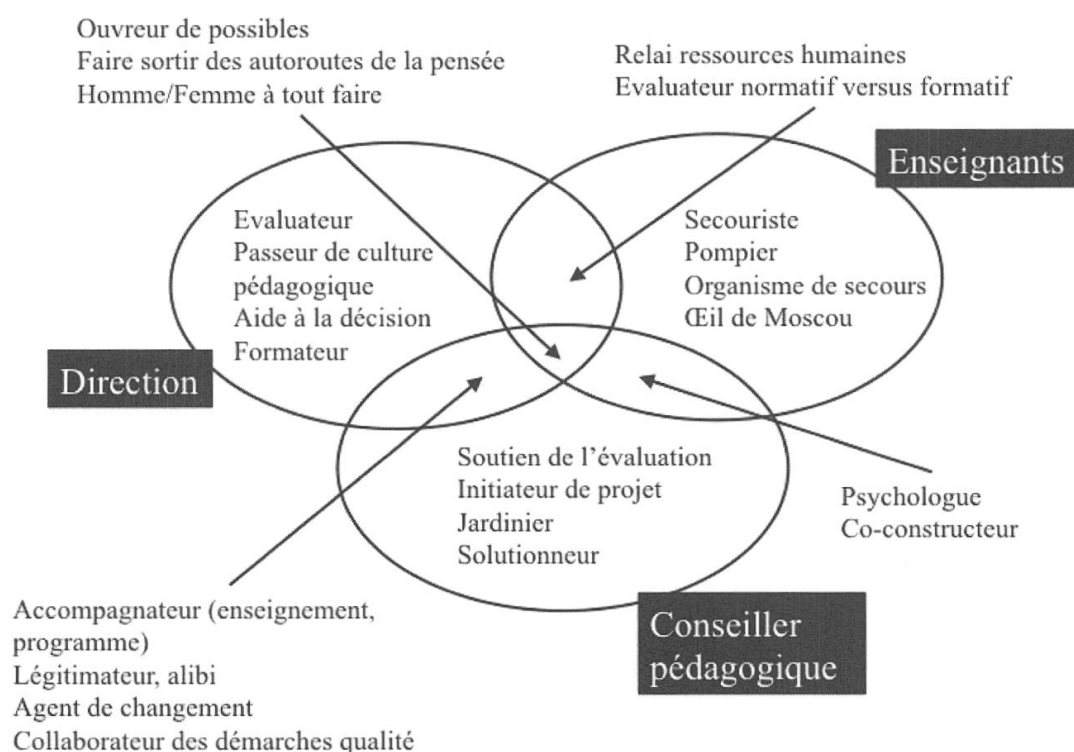 Ouvreur de possibles
Faire sortir des autoroutes de la pensée
Homme/Femme à tout faire
Relai ressources humaines
Evaluateur normatif versus formatif
Enseignants
Evaluateur
Passeur de culture
pédagogique
Aide à la décision
Formateur
Secouriste
Pompier
Organisme de secours
Œil de Moscou
Direction
Soutien de l'évaluation
Initiateur de projet
Jardinier
Solutionneur
Psychologue
Co-constructeur
Accompagnateur (enseignement,
programme)
Légitimateur, alibi
Agent de changement
Collaborateur des démarches qualité
Conseiller
pédagogique